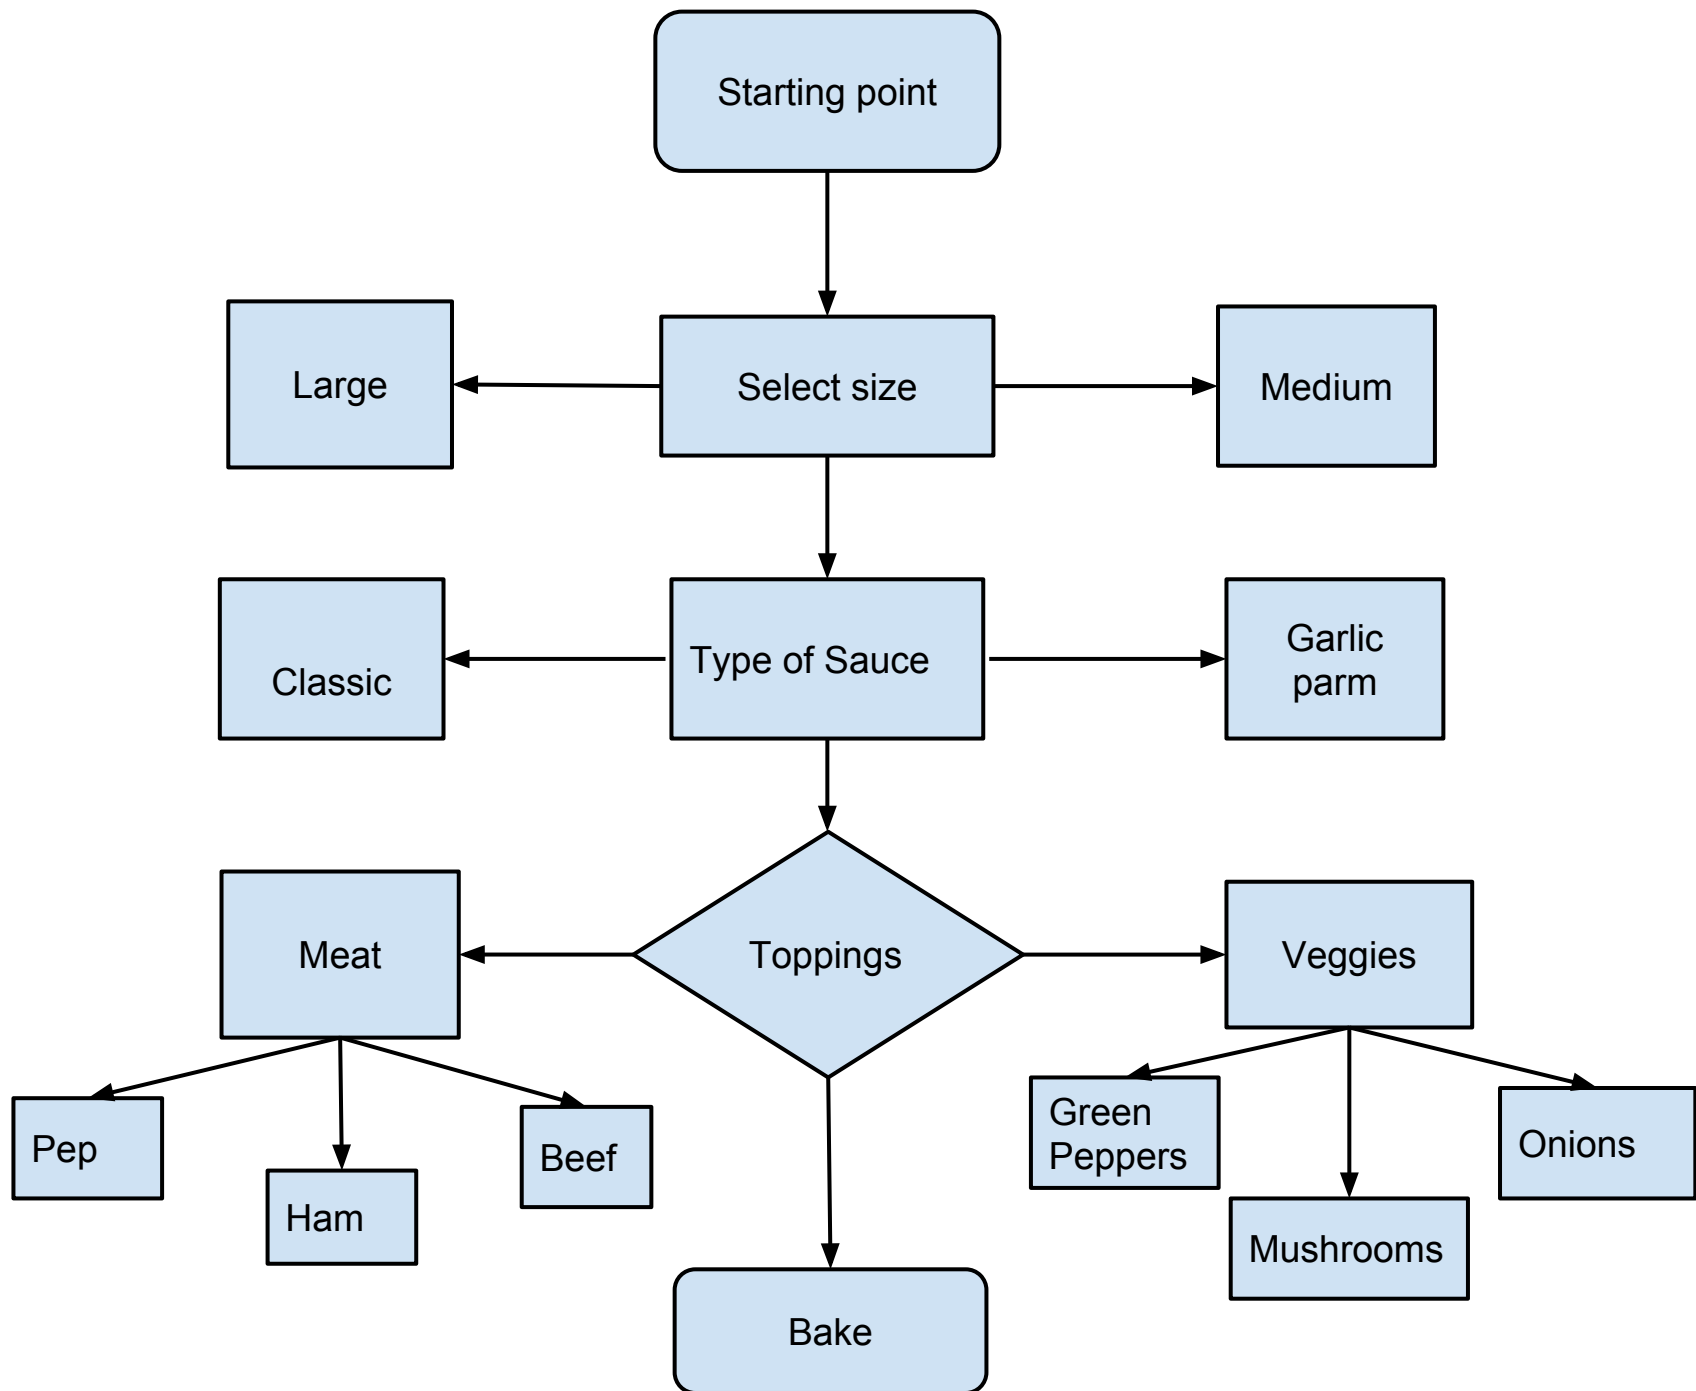 Starting point
Large
Select size
Medium
Classic
Type of Sauce
Garlic
parm
Meat
Toppings
Veggies
Pep
Ham
Beef
Green
Peppers
Mushrooms
Onions
Bake